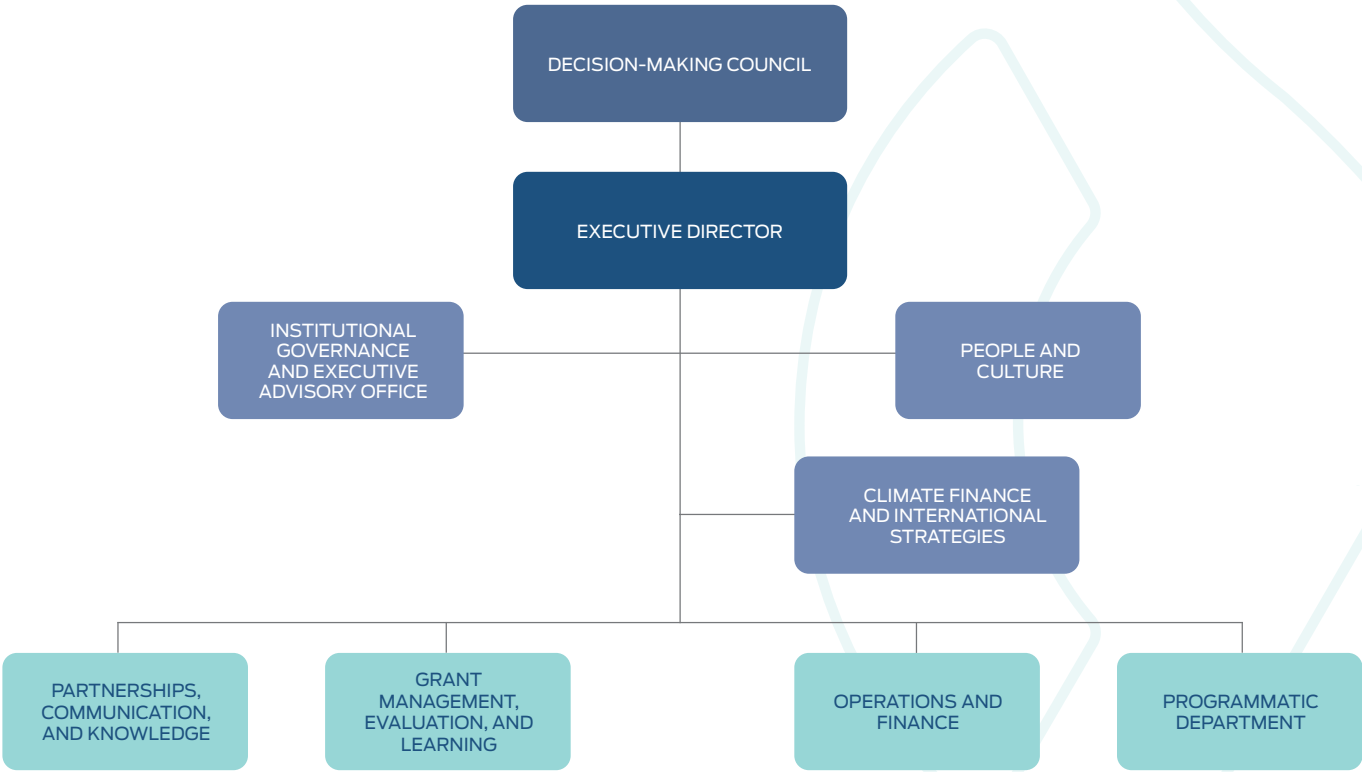 DECISION-MAKING COUNCIL
EXECUTIVE DIRECTOR
INSTITUTIONAL
GOVERNANCE
AND EXECUTIVE
ADVISORY OFFICE
PEOPLE AND
CULTURE
CLIMATE FINANCE
AND INTERNATIONAL
STRATEGIES
PARTNERSHIPS,
COMMUNICATION,
AND KNOWLEDGE
GRANT
MANAGEMENT,
EVALUATION, AND
LEARNING
OPERATIONS AND
FINANCE
PROGRAMMATIC
DEPARTMENT